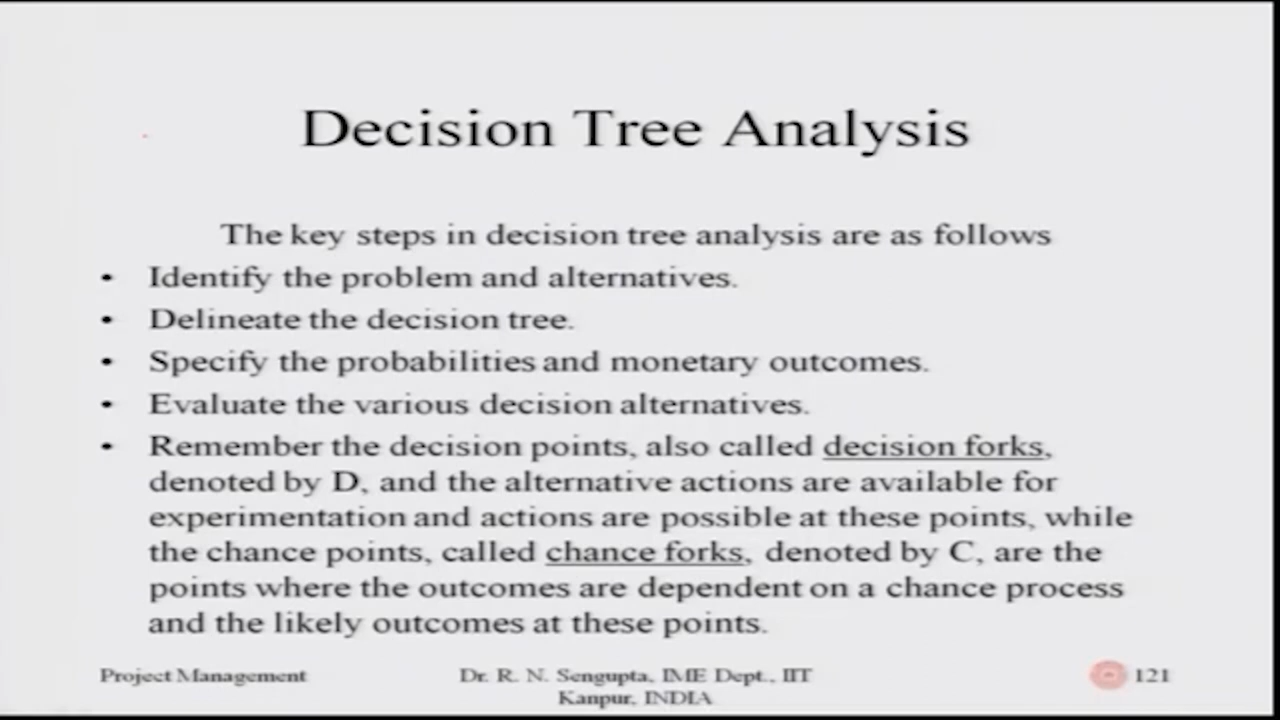 Decision Tree Analysis
The key steps in decision tree analysis are as follows
• Identify the problem and alternatives.
• Delineate the decision tree.
• Specify the probabilities and monetary outcomes.
• Evaluate the various decision alternatives.
• Remember the decision points, also called decision forks,
denoted by D, and the alternative actions are available for
experimentation and actions are possible at these points, while
the chance points, called chance forks, denoted by C, are the
points where the outcomes are dependent on a chance process
and the likely outcomes at these points.
Project Management
Dr. R. N. Sengupta, IME Dept., IIT
Kanpur, INDIA
121